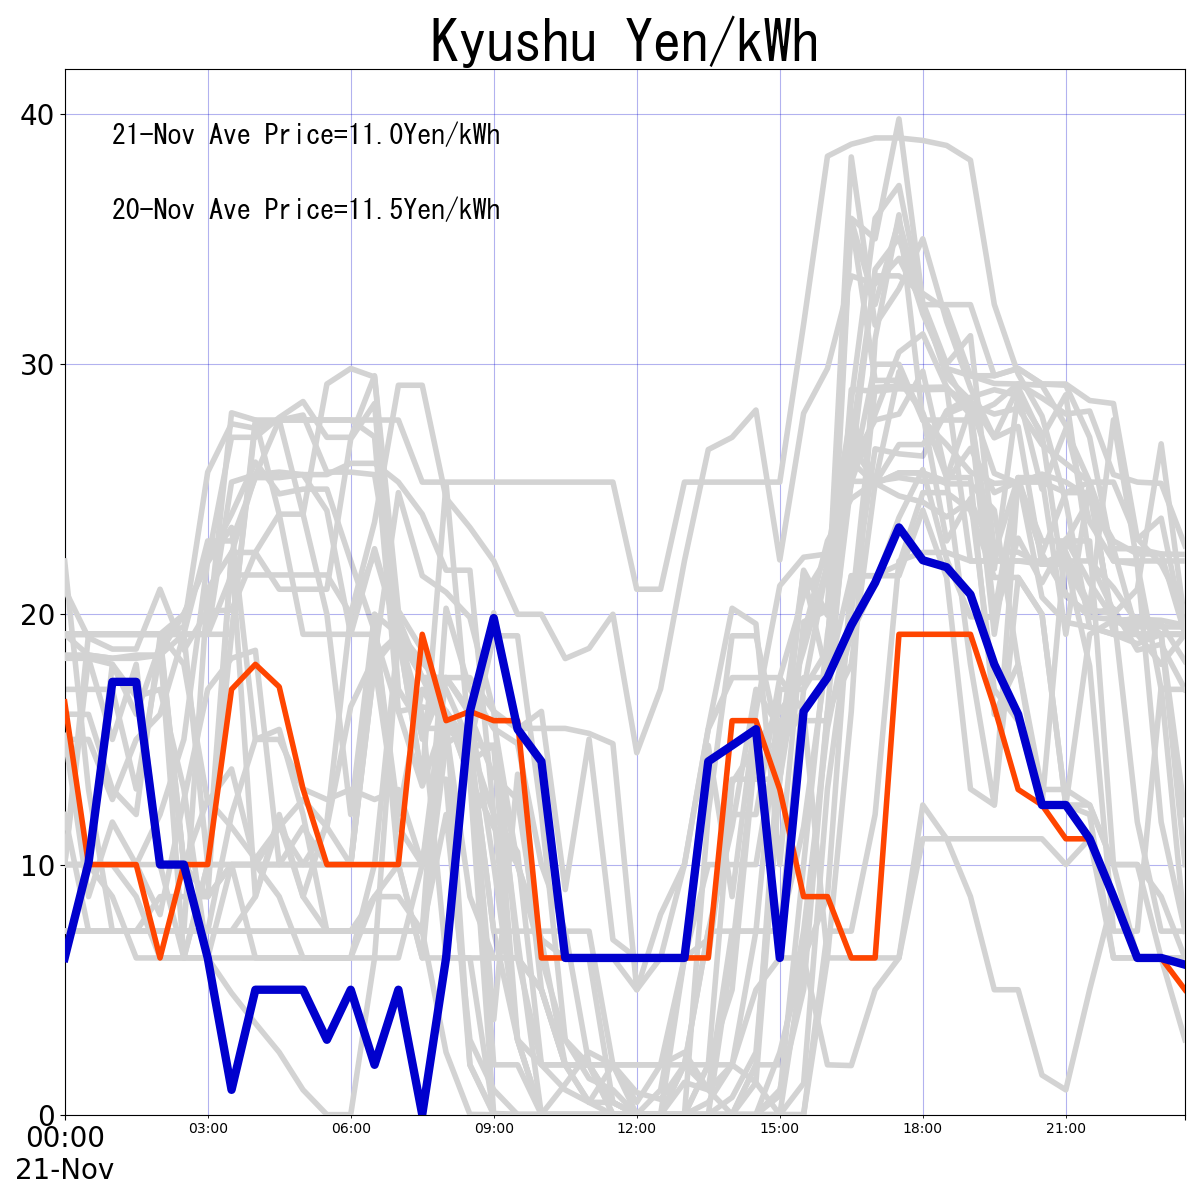 Kyushu Yen/kWh
40
21-Nov Ave Price=11.0Yen/kWh
20-Nov Ave Price=11.5Yen/kWh
30
20
10
0
00:00 03:00 06:00 09:00 12:00 15:00 18:00 21:00
21-Nov